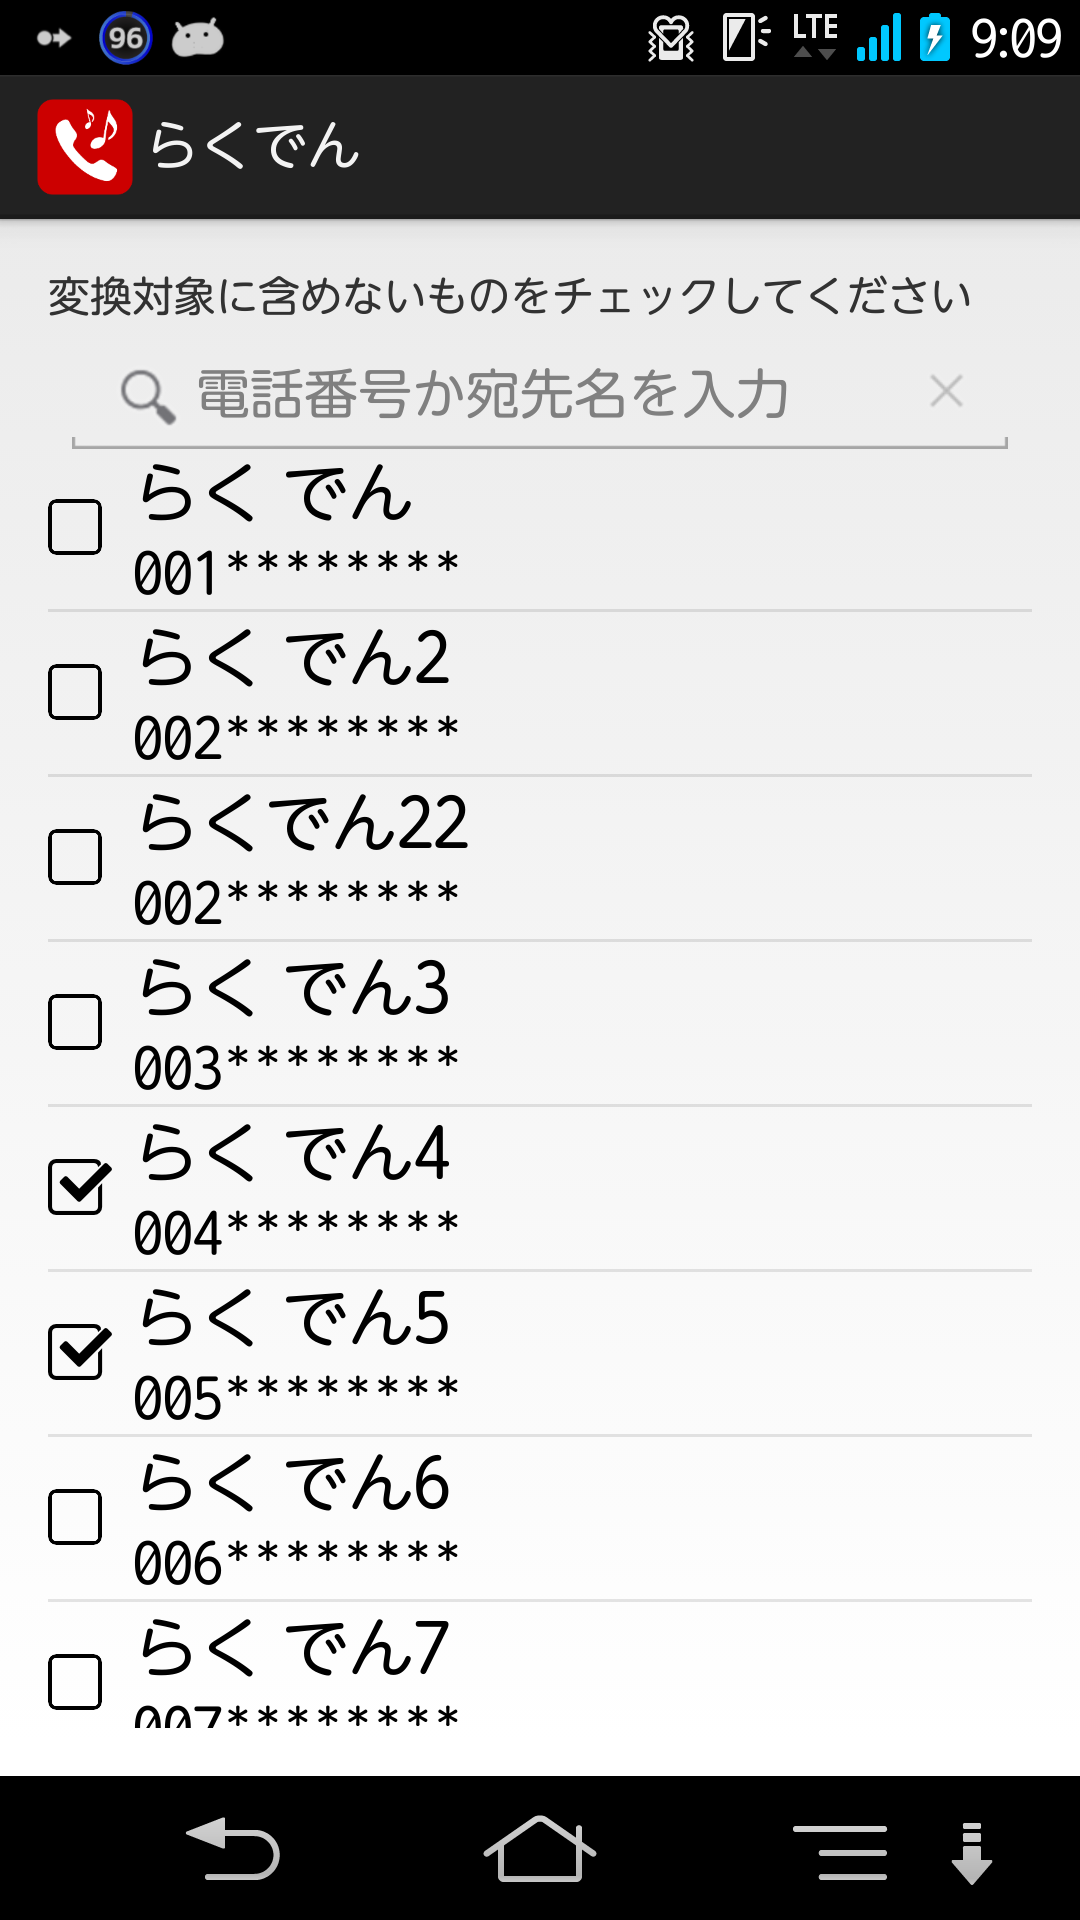 96
LTE
9:09
らくでん
変換対象に含めないものをチェックしてください
電話番号か宛先名を入力
らく でん
001********
らく でん2
002********
らくでん22
002********
らく でん3
003********
らく でん4
004********
らく でん5
005********
らく でん6
006********
らく でん7
007********